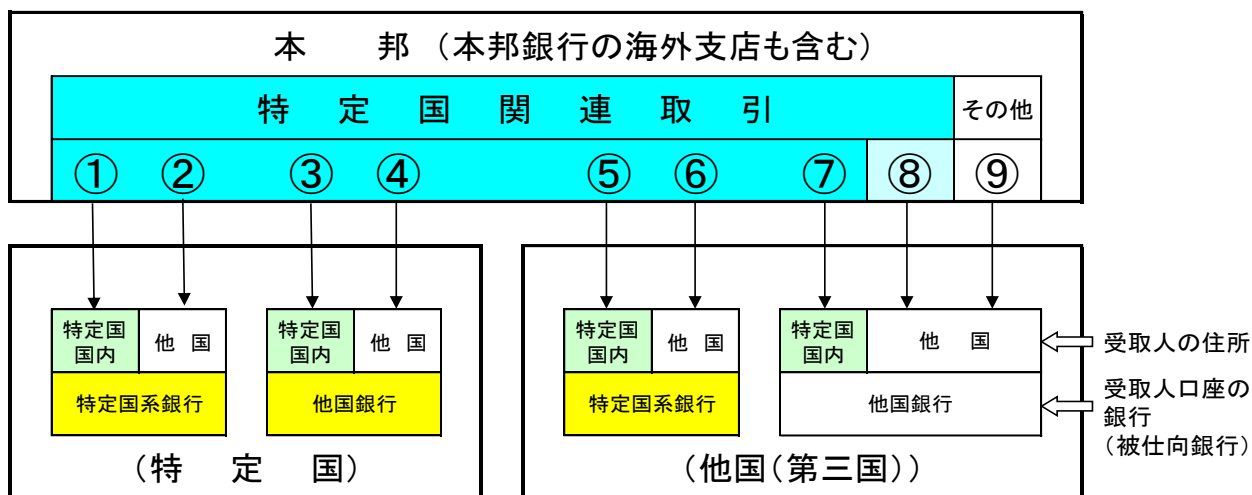 本 邦 （本邦銀行の海外支店も含む）
特 定 国 関 連 取 引 その他
① ② ③ ④ ⑤ ⑥ ⑦ ⑧ ⑨
特定国
国内
他 国
特定国
国内
他 国
特定国
国内
他 国
特定国
国内
他 国
受取人の住所
特定国系銀行
他国銀行
特定国系銀行
他国銀行
受取人口座の
銀行
（被仕向銀行）
（特 定 国）
（他国（第三国））